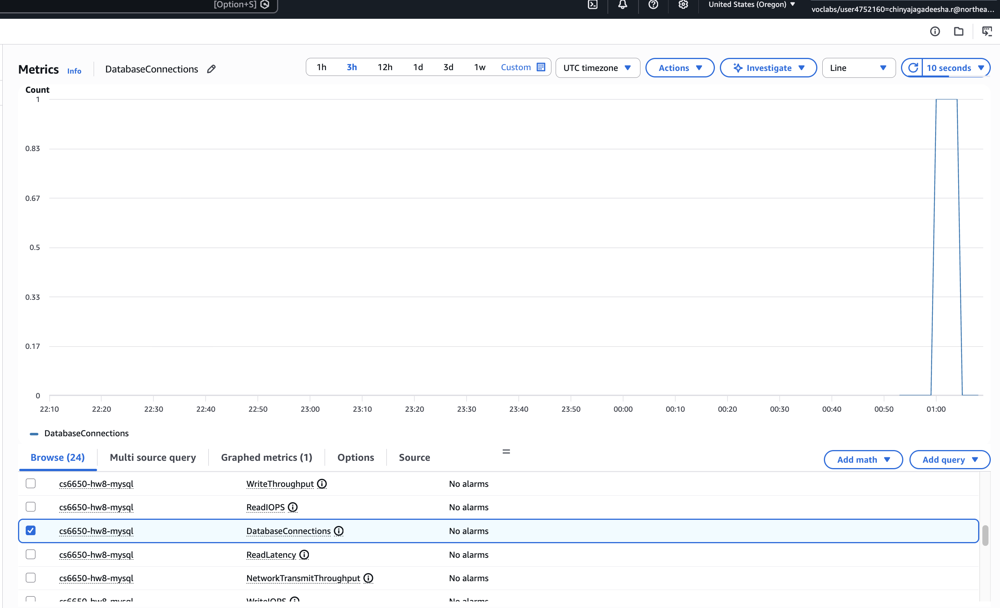 [Option+S]
United States (Oregon)
voclabs/user4752160=chinyajagadeesha.r@northea...
Metrics Info DatabaseConnections
1h 3h 12h 1d 3d 1w Custom
UTC timezone
Actions
Investigate
Line
10 seconds
Count
1
0.83
0.67
0.5
0.33
0.17
0
22:10 22:20 22:30 22:40 22:50 23:00 23:10 23:20 23:30 23:40 23:50 00:00 00:10 00:20 00:30 00:40 00:50 01:00
DatabaseConnections
Browse (24) Multi source query Graphed metrics (1) Options Source
Add math Add query
cs6650-hw8-mysql WriteThroughput No alarms
cs6650-hw8-mysql ReadIOPS No alarms
cs6650-hw8-mysql DatabaseConnections No alarms
cs6650-hw8-mysql ReadLatency No alarms
cs6650-hw8-mysql NetworkTransmitThroughput No alarms
cs6650-hw8-mysql WriteIOPS No alarms